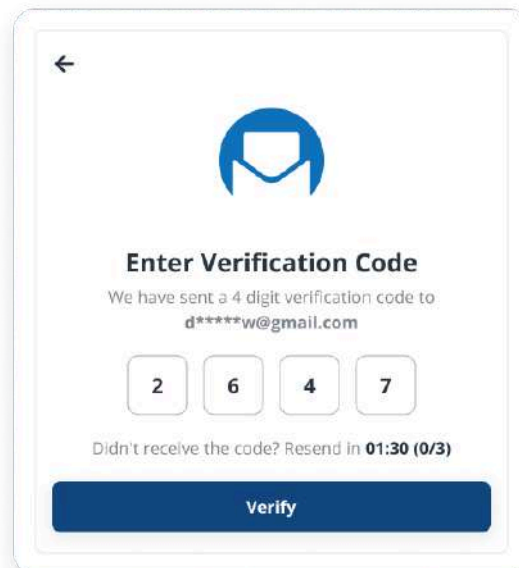 Enter Verification Code
We have sent a 4 digit verification code to
d*****w@gmail.com
2 6 4 7
Didn't receive the code? Resend in 01:30 (0/3)
Verify